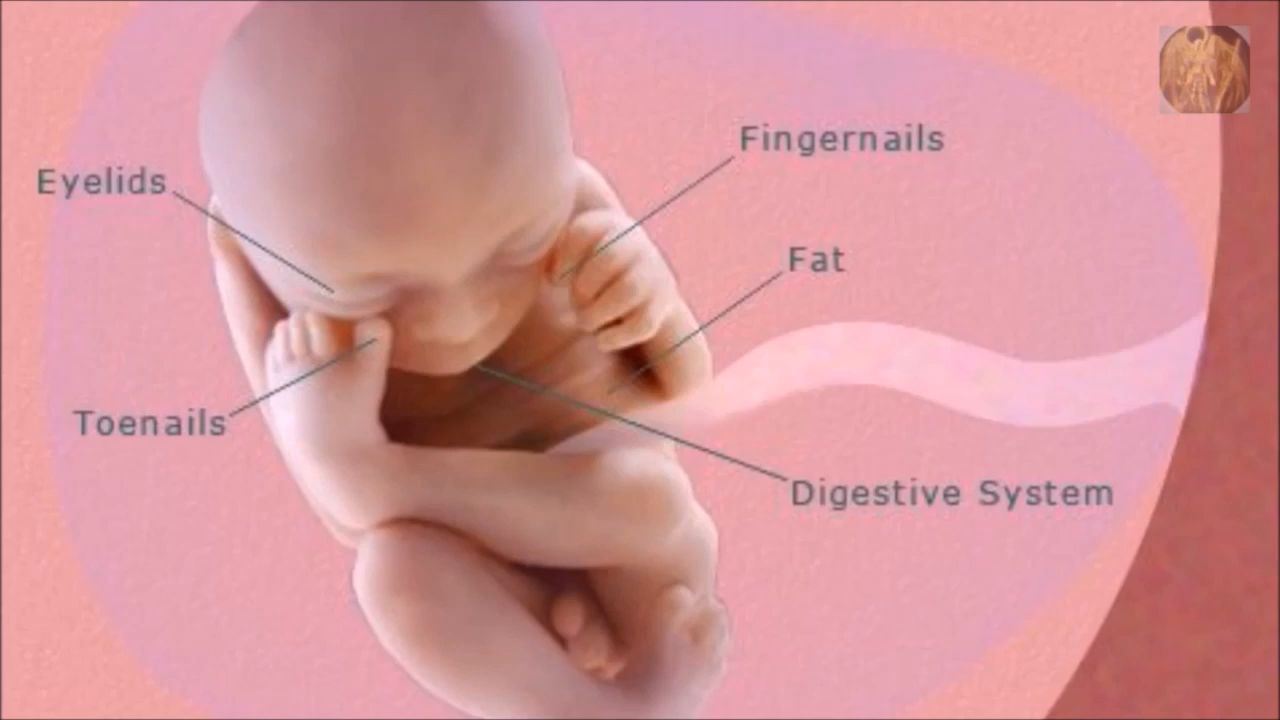 Fingernails
Eyelids
Fat
Toenails
Digestive System